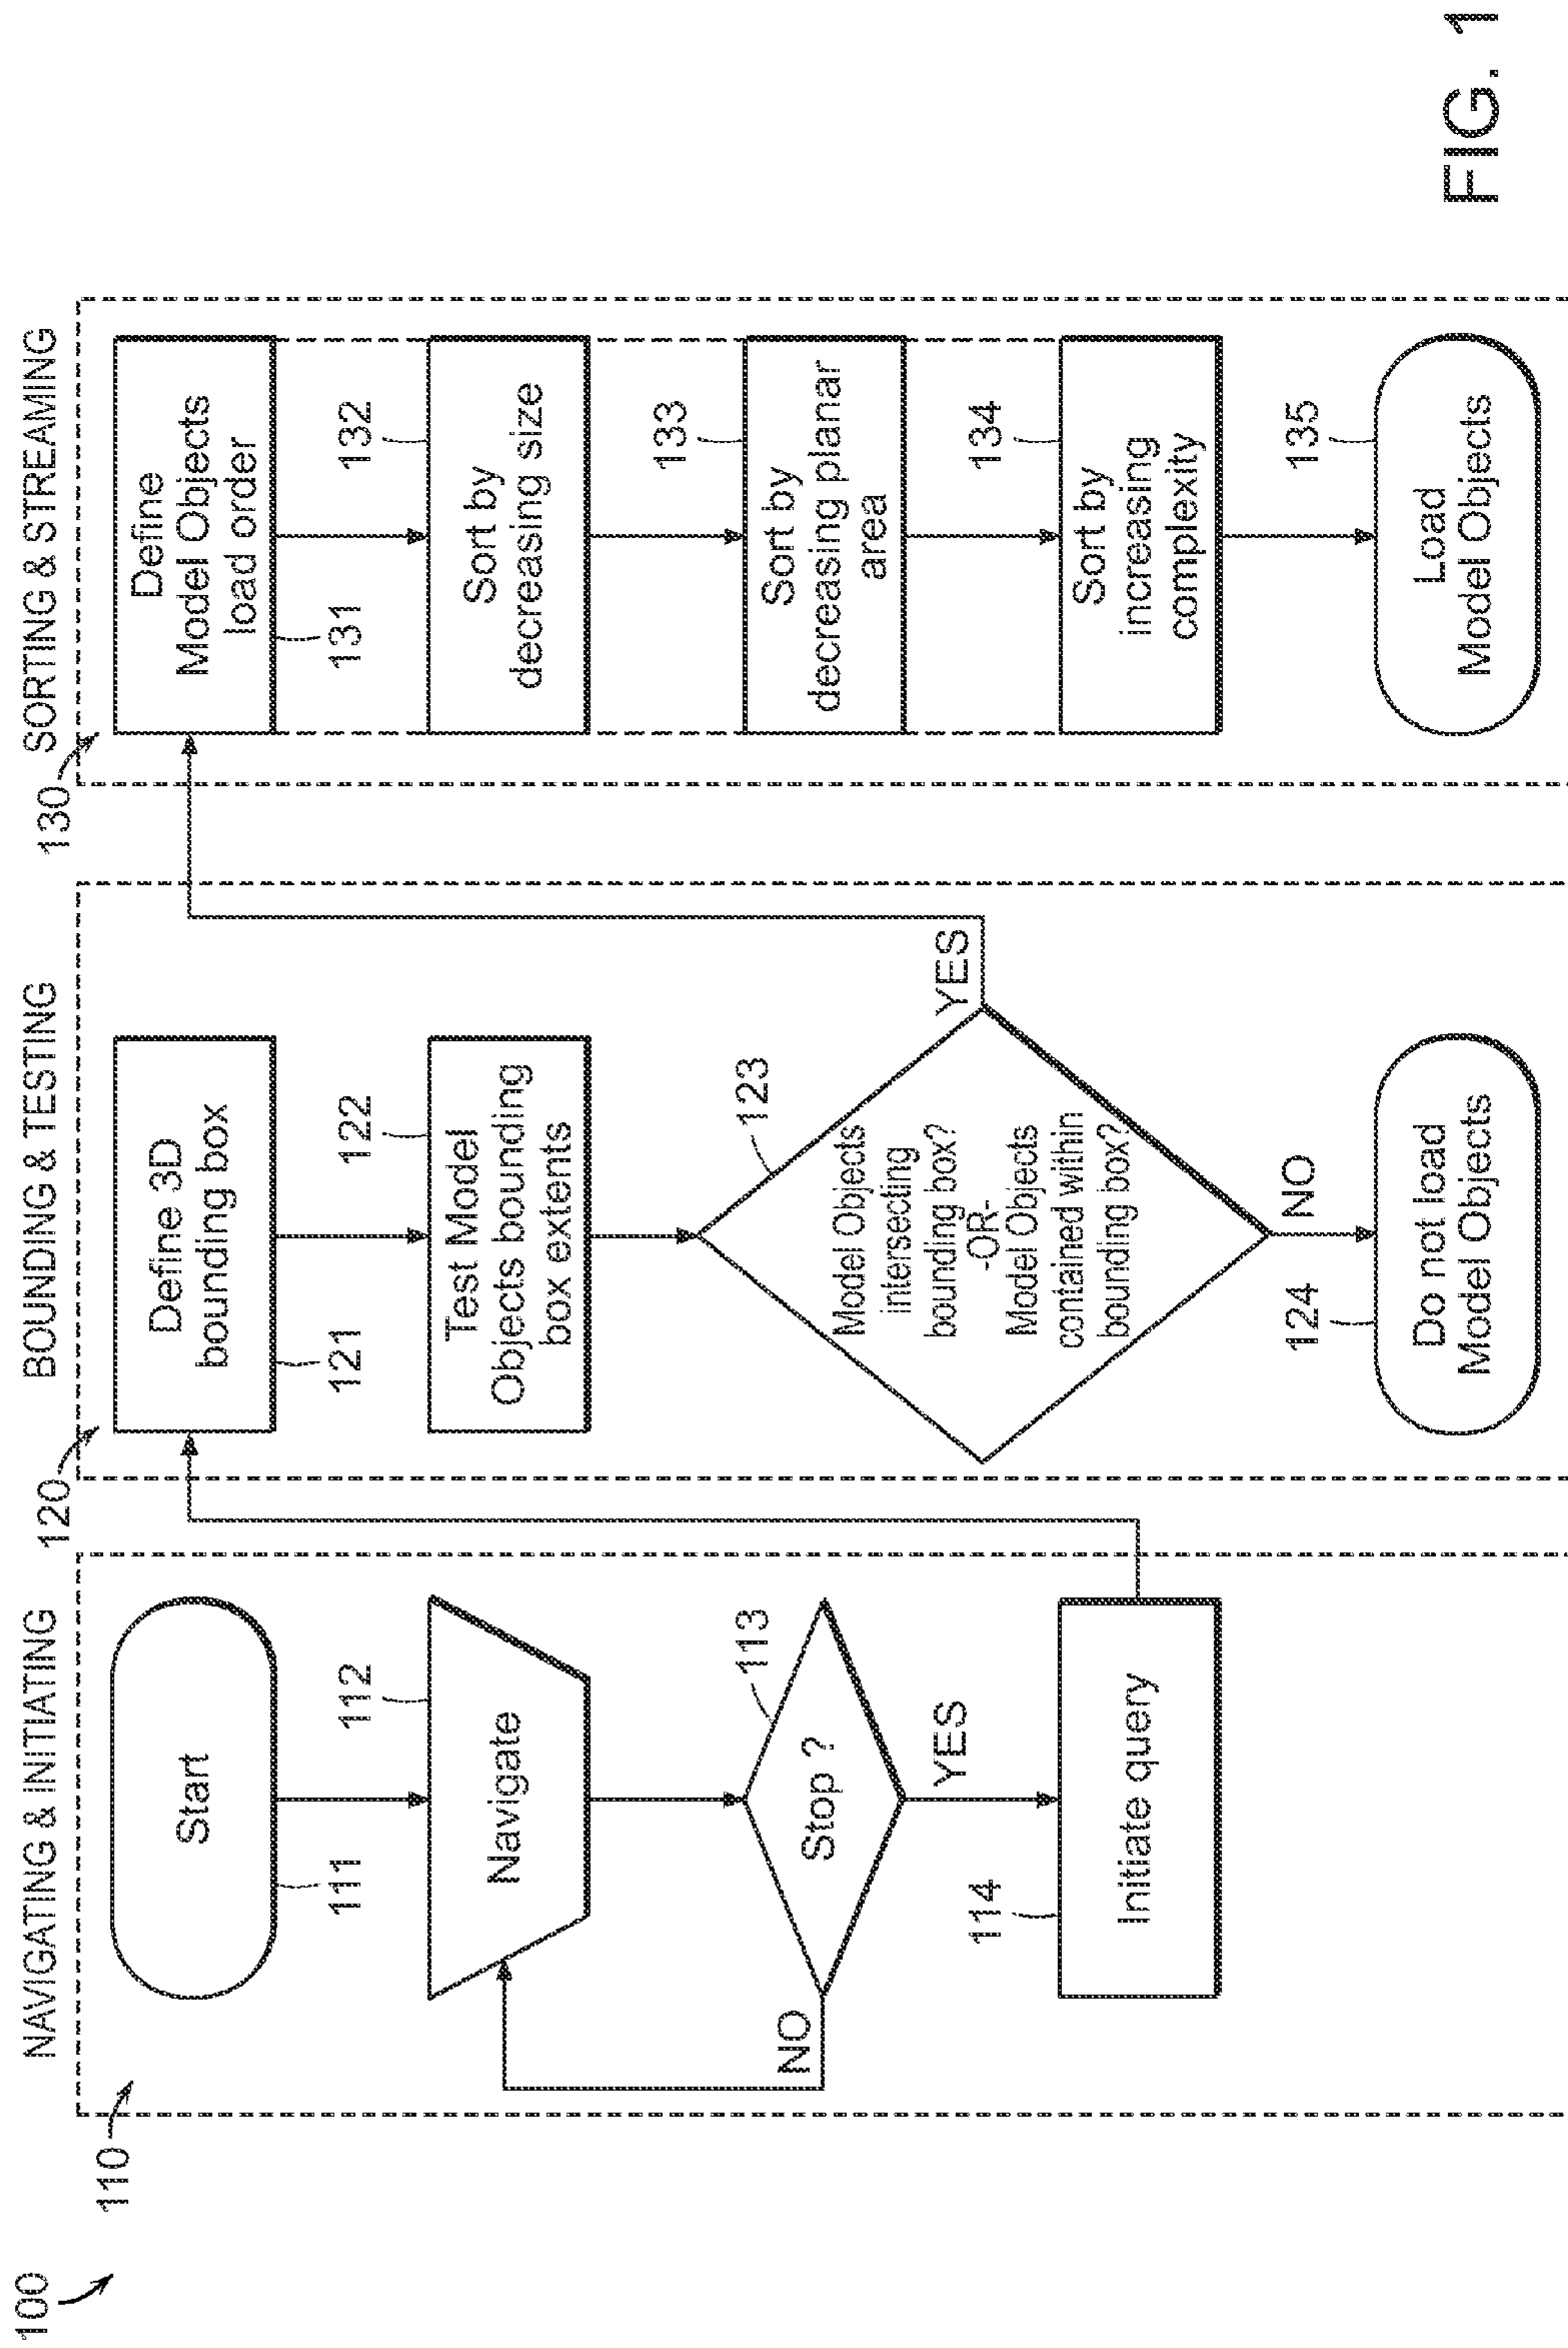 100
110
NAVIGATING & INITIATING
Start
111
112
Navigate
113
Stop ?
NO
YES
114
Initiate query
120
BOUNDING & TESTING
Define 3D
bounding box
121
122
Test Model
Objects bounding
box extents
123
Model Objects
intersecting
bounding box?
-OR-
Model Objects
contained within
bounding box?
YES
NO
124
Do not load
Model Objects
130
SORTING & STREAMING
Define
Model Objects
load order
131
132
Sort by
decreasing size
133
Sort by
decreasing planar
area
134
Sort by
increasing
complexity
135
Load
Model Objects
FIG. 1